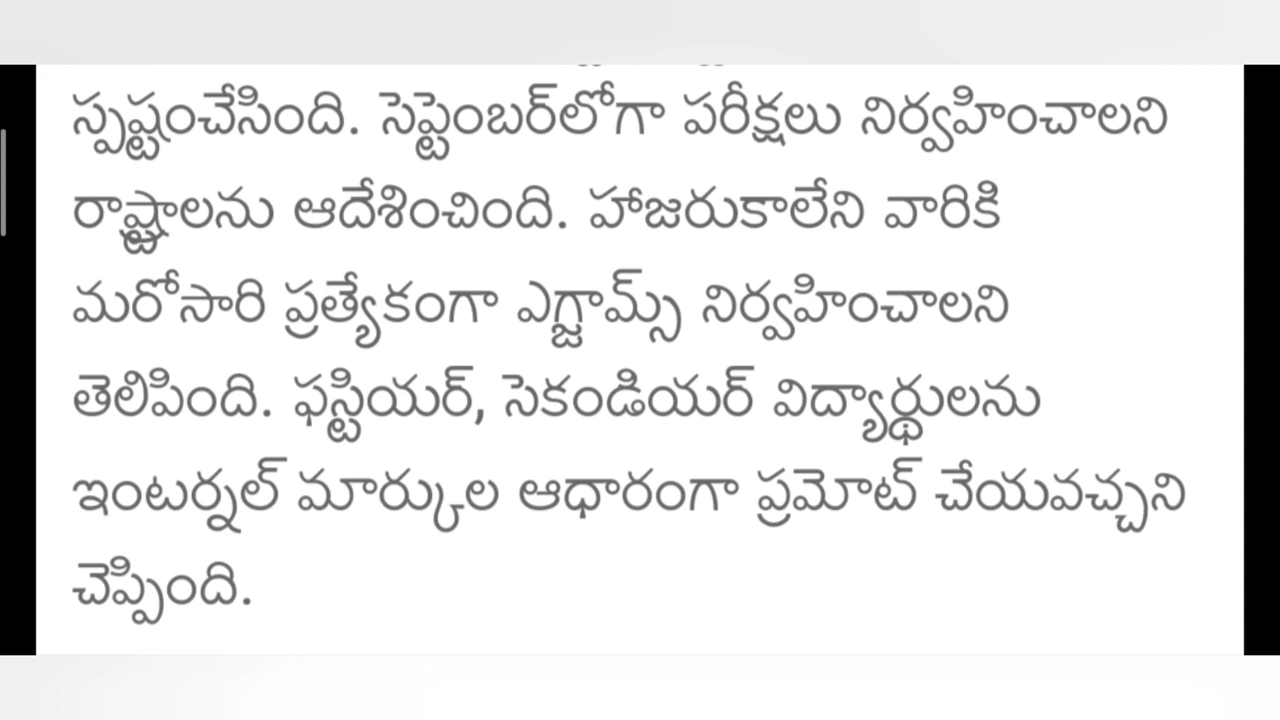 స్పష్టంచేసింది. సెప్టెంబర్‌లోగా పరీక్షలు నిర్వహించాలని
రాష్ట్రాలను ఆదేశించింది. హాజరుకాలేని వారికి
మరోసారి ప్రత్యేకంగా ఎగ్జామ్స్ నిర్వహించాలని
తెలిపింది. ఫస్టియర్, సెకండియర్ విద్యార్థులను
ఇంటర్నల్ మార్కుల ఆధారంగా ప్రమోట్ చేయవచ్చని
చెప్పింది.